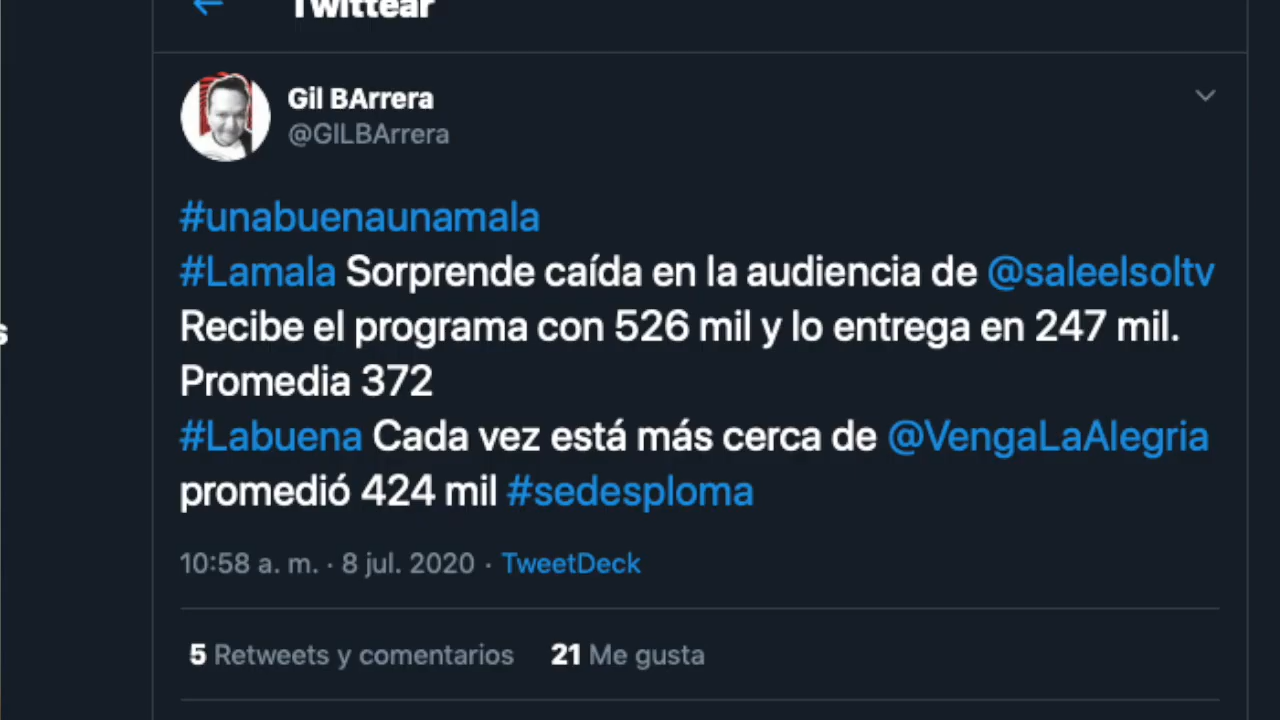 Twittear
Gil BArrera
@GILBArrera
#unabuenaunamala
#Lamala Sorprende caída en la audiencia de @saleelsoltv
Recibe el programa con 526 mil y lo entrega en 247 mil.
Promedia 372
#Labuena Cada vez está más cerca de @VengaLaAlegria
promedió 424 mil #sedesploma
10:58 a. m. · 8 jul. 2020 · TweetDeck
5 Retweets y comentarios 21 Me gusta